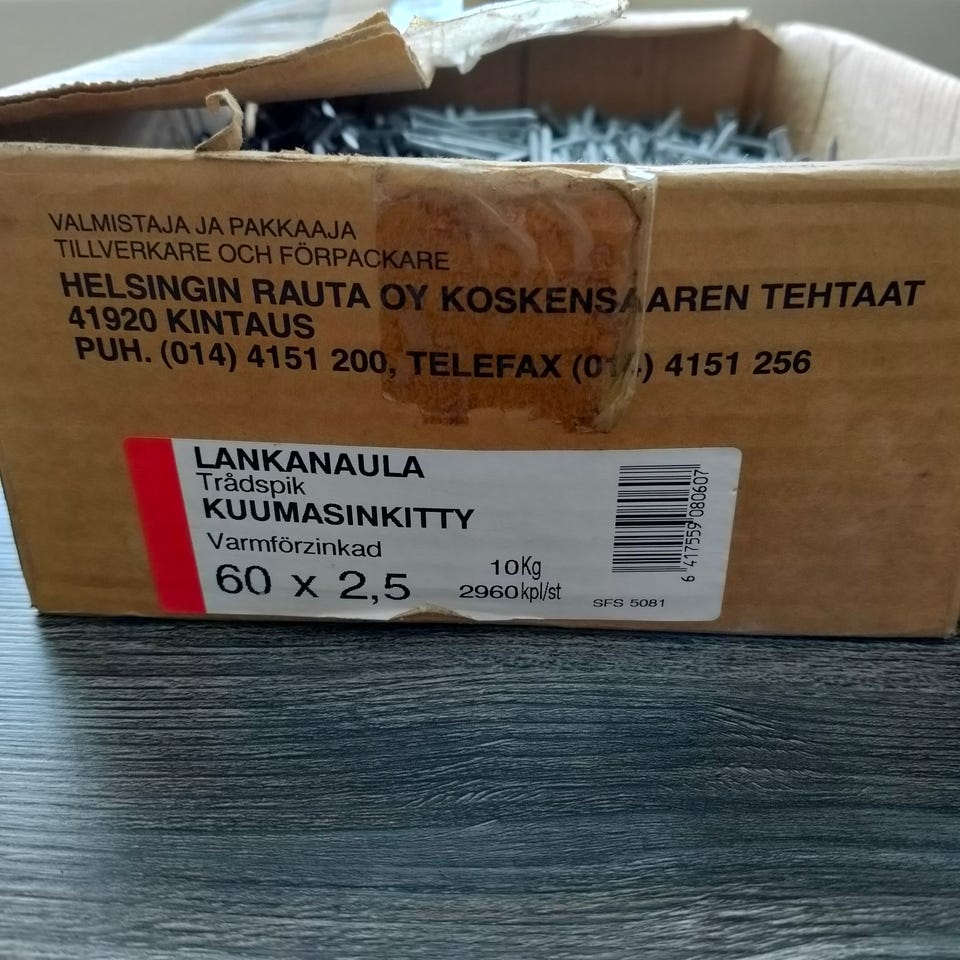 VALMISTAJA JA PAKKAAJA
TILLVERKARE OCH FÖRPACKARE
HELSINGIN RAUTA OY KOSKENSAAREN TEHTAAT
41920 KINTAUS
PUH. (014) 4151 200, TELEFAX (014) 4151 256
LANKANAULA
Trådspik
KUUMASINKITTY
Varmförzinkad
60 x 2,5
10Kg
2960kpl/st
SFS 5081
6 417559 080607